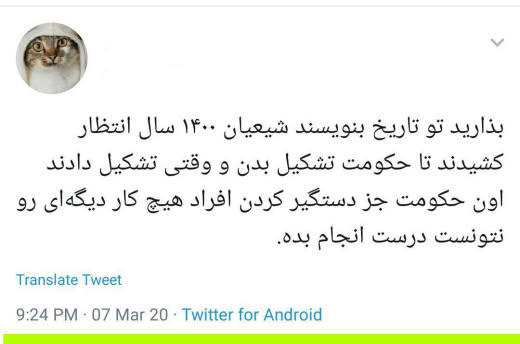 بذارید تو تاریخ بنویسند شیعیان ۱۴۰۰ سال انتظار
کشیدند تا حکومت تشکیل بدن و وقتی تشکیل دادند
اون حکومت جز دستگیر کردن افراد هیچ کار دیگه‌ای رو
نتونست درست انجام بده.
Translate Tweet
9:24 PM · 07 Mar 20 · Twitter for Android